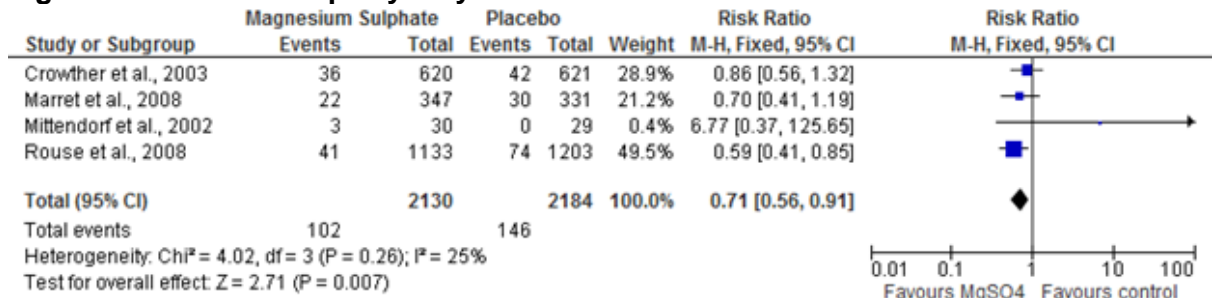 Magnesium Sulphate Placebo Risk Ratio Risk Ratio
Study or Subgroup Events Total Events Total Weight M-H, Fixed, 95% CI M-H, Fixed, 95% CI
Crowther et al., 2003 36 620 42 621 28.9% 0.86 [0.56, 1.32]
Marret et al., 2008 22 347 30 331 21.2% 0.70 [0.41, 1.19]
Mittendorf et al., 2002 3 30 0 29 0.4% 6.77 [0.37, 125.65]
Rouse et al., 2008 41 1133 74 1203 49.5% 0.59 [0.41, 0.85]
Total (95% CI) 2130 2184 100.0% 0.71 [0.56, 0.91]
Total events 102 146
Heterogeneity: Chi² = 4.02, df = 3 (P = 0.26); I² = 25%
Test for overall effect: Z = 2.71 (P = 0.007)
0.01 0.1 1 10 100
Favours MgSO4 Favours control